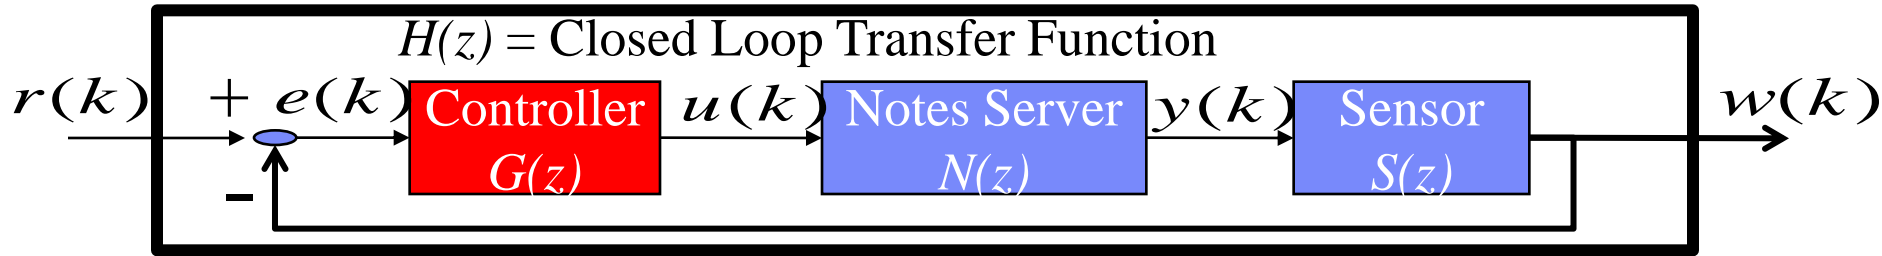 H(z) = Closed Loop Transfer Function
r(k) + e(k) Controller u(k) Notes Server y(k) Sensor w(k)
G(z) N(z) S(z)
-